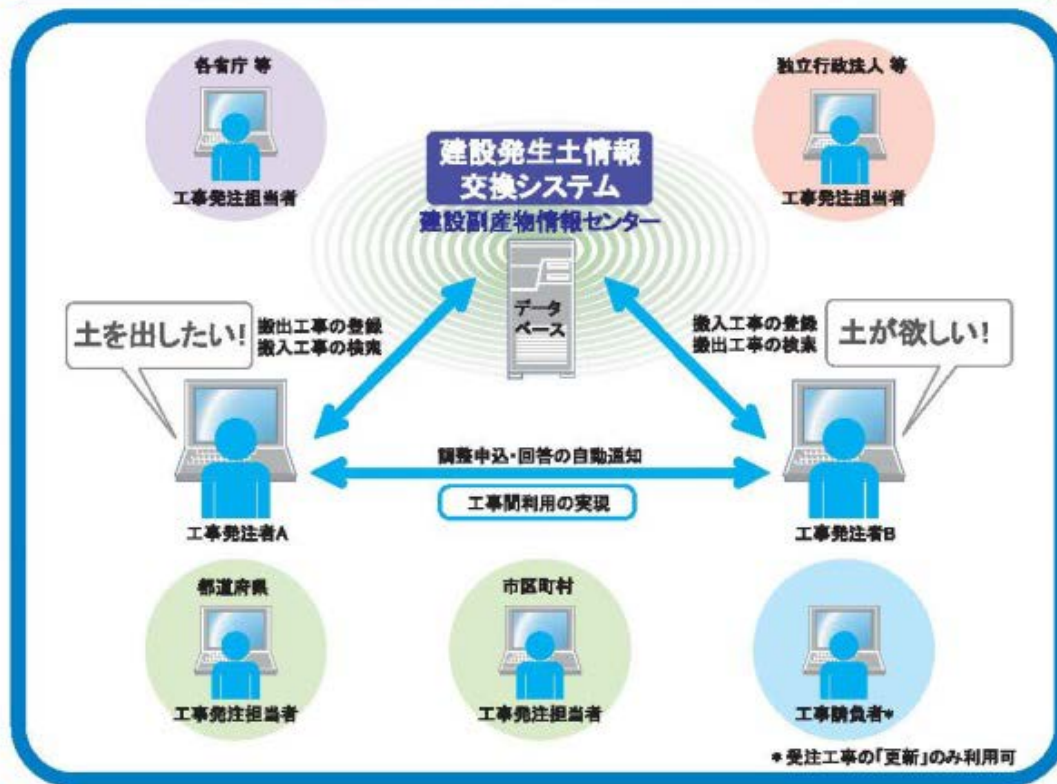 各省庁 等
工事発注担当者
独立行政法人 等
工事発注担当者
建設発生土情報
交換システム
建設副産物情報センター
データ
ベース
土を出したい!
搬出工事の登録
搬入工事の検索
搬入工事の登録
搬出工事の検索
土が欲しい!
調整申込・回答の自動通知
工事間利用の実現
工事発注者A
工事発注者B
都道府県
工事発注担当者
市区町村
工事発注担当者
工事請負者*
*受注工事の「更新」のみ利用可